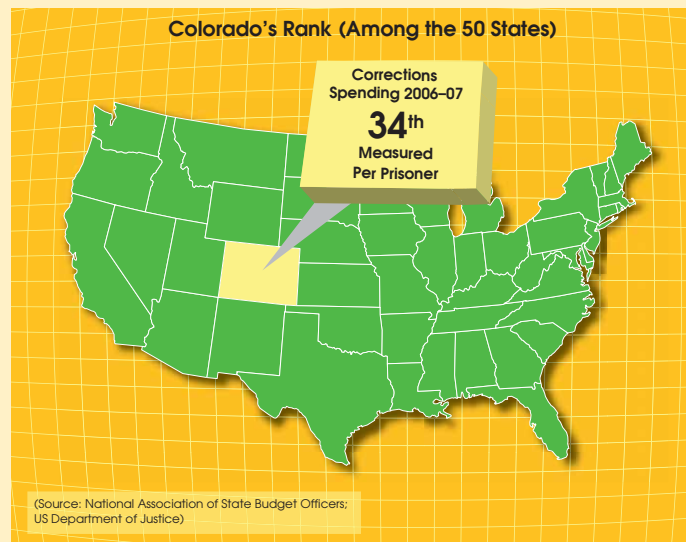 Colorado's Rank (Among the 50 States)
Corrections
Spending 2006–07
34th
Measured
Per Prisoner
(Source: National Association of State Budget Officers;
US Department of Justice)